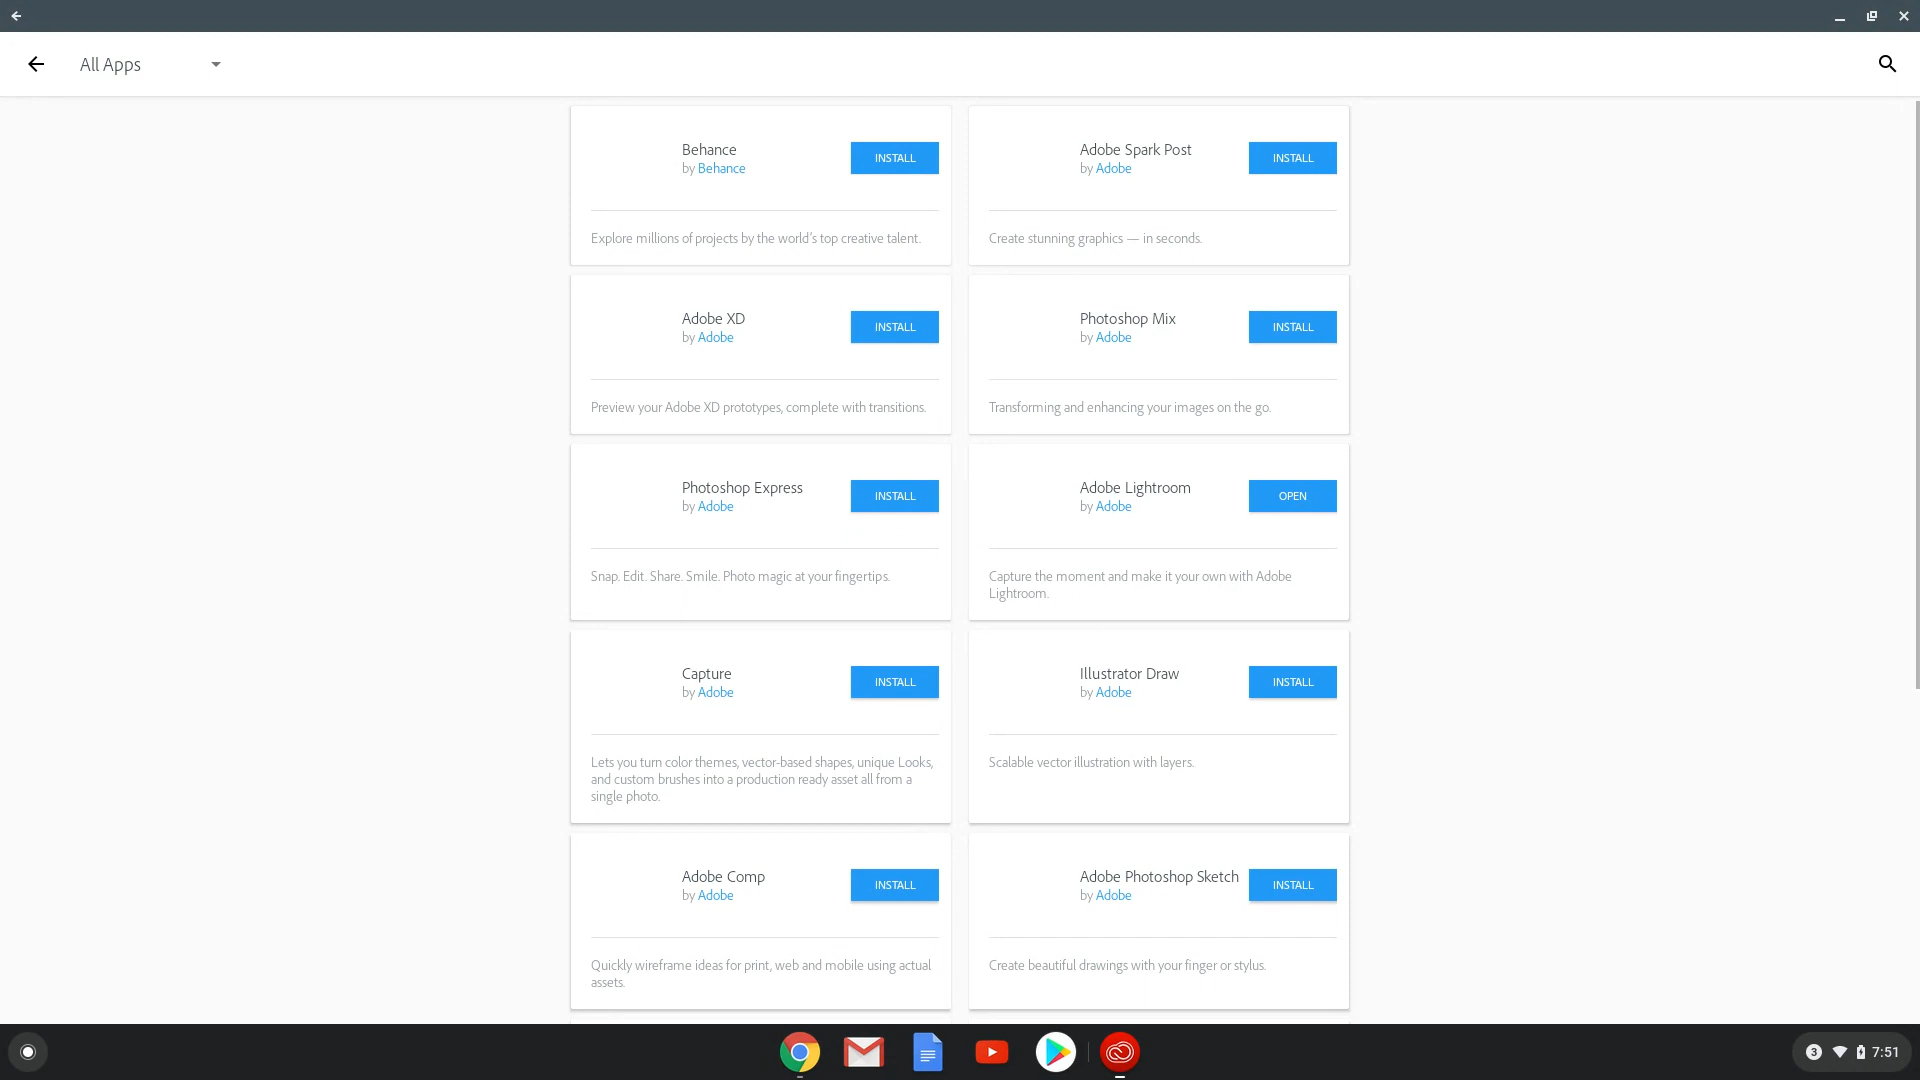 All Apps
Behance
by Behance
INSTALL
Explore millions of projects by the world's top creative talent.
Adobe Spark Post
by Adobe
INSTALL
Create stunning graphics — in seconds.
Adobe XD
by Adobe
INSTALL
Preview your Adobe XD prototypes, complete with transitions.
Photoshop Mix
by Adobe
INSTALL
Transforming and enhancing your images on the go.
Photoshop Express
by Adobe
INSTALL
Snap. Edit. Share. Smile. Photo magic at your fingertips.
Adobe Lightroom
by Adobe
OPEN
Capture the moment and make it your own with Adobe
Lightroom.
Capture
by Adobe
INSTALL
Lets you turn color themes, vector-based shapes, unique Looks,
and custom brushes into a production ready asset all from a
single photo.
Illustrator Draw
by Adobe
INSTALL
Scalable vector illustration with layers.
Adobe Comp
by Adobe
INSTALL
Quickly wireframe ideas for print, web and mobile using actual
assets.
Adobe Photoshop Sketch
by Adobe
INSTALL
Create beautiful drawings with your finger or stylus.
3 7:51